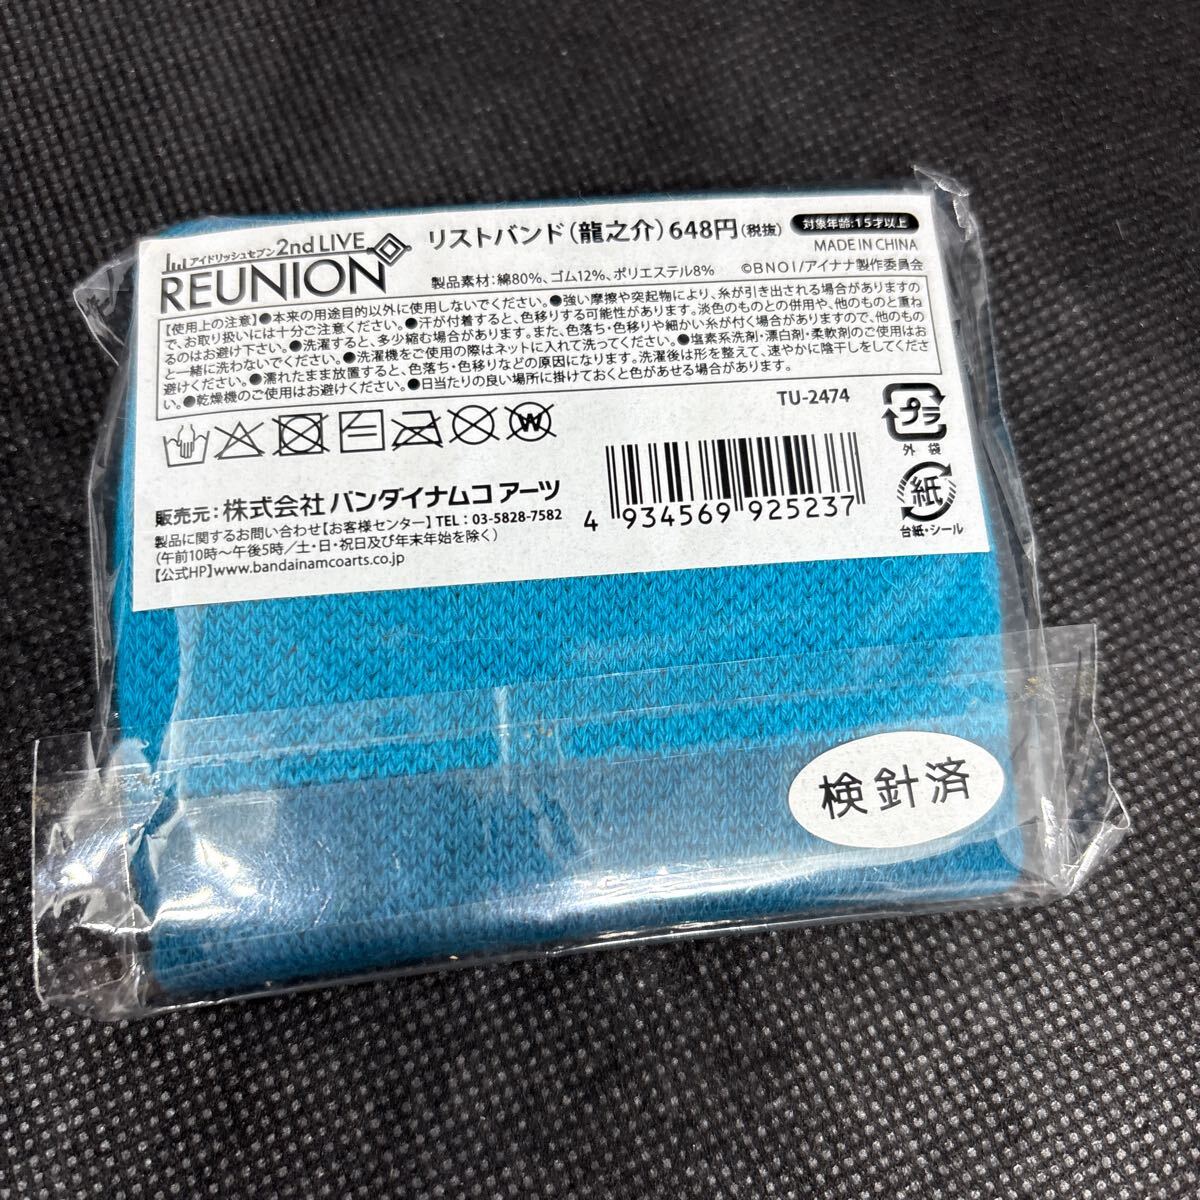 アイドリッシュセブン 2nd LIVE
REUNION
リストバンド(龍之介)648円(税抜)
対象年齢:15才以上
MADE IN CHINA
製品素材:綿80%、ゴム12%、ポリエステル8%
©BNOI/アイナナ製作委員会
【使用上の注意】●本来の用途目的以外に使用しないでください。●強い摩擦や突起物により、糸が引き出される場合がありますの
で、お取り扱いには十分ご注意ください。●汗が付着すると、色移りする可能性があります。淡色のものとの併用や、他のものと重ね
るのはお避け下さい。●洗濯すると、多少縮む場合があります。また、色落ち・色移りや細かい糸が付く場合がありますので、他のもの
と一緒に洗わないでください。●洗濯機をご使用の際はネットに入れて洗ってください。●塩素系洗剤・漂白剤・柔軟剤のご使用はお
避けください。●濡れたまま放置すると、色落ち・色移りなどの原因になります。洗濯後は形を整えて、速やかに陰干しをしてくださ
い。●乾燥機のご使用はお避けください。●日当たりの良い場所に掛けておくと色があせる場合があります。
TU-2474
プラ
外 袋
W
紙
台紙・シール
販売元:株式会社 バンダイナムコ アーツ
製品に関するお問い合わせ【お客様センター】TEL:03-5828-7582
(午前10時〜午後5時/土・日・祝日及び年末年始を除く)
【公式HP】www.bandainamcoarts.co.jp
4 934569 925237
検針済